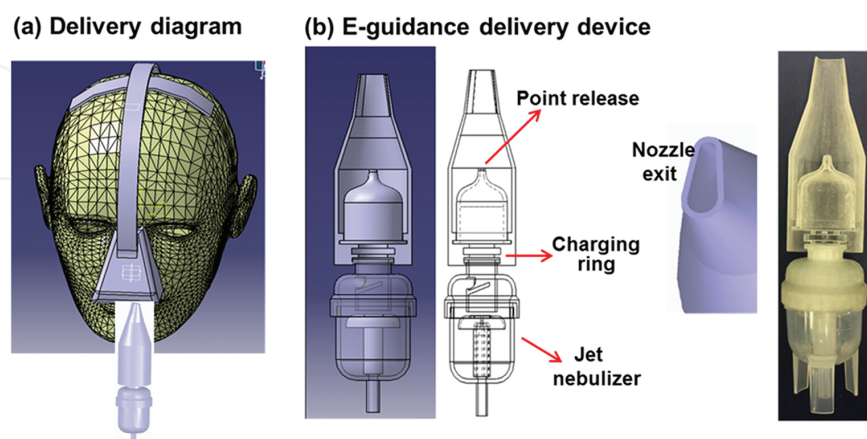 (a) Delivery diagram
(b) E-guidance delivery device
Point release
Nozzle
exit
Charging
ring
Jet
nebulizer